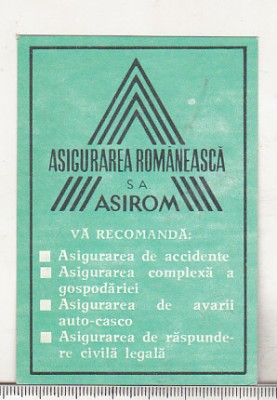 ASIGURAREA ROMÂNEASCĂ
S.A.
ASIROM
VĂ RECOMANDĂ:
Asigurarea de accidente
Asigurarea complexă a
gospodăriei
Asigurarea de avarii
auto-casco
Asigurarea de răspunde-
re civilă legală